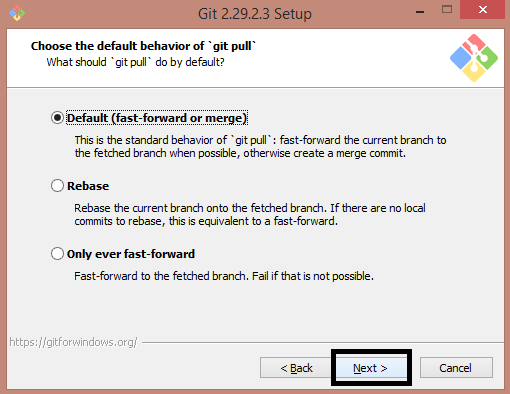 Git 2.29.2.3 Setup
Choose the default behavior of `git pull`
What should `git pull` do by default?
Default (fast-forward or merge)
This is the standard behavior of `git pull`: fast-forward the current branch to
the fetched branch when possible, otherwise create a merge commit.
Rebase
Rebase the current branch onto the fetched branch. If there are no local
commits to rebase, this is equivalent to a fast-forward.
Only ever fast-forward
Fast-forward to the fetched branch. Fail if that is not possible.
https://gitforwindows.org/
< Back Next > Cancel